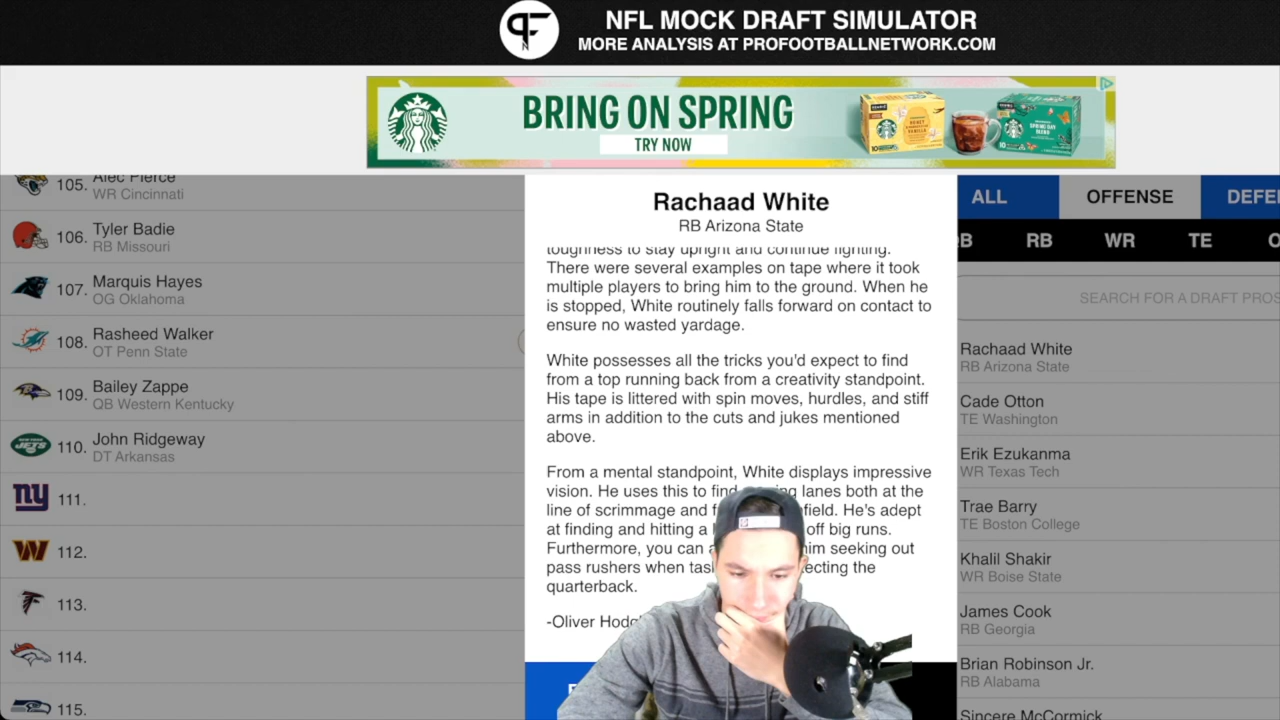 NFL MOCK DRAFT SIMULATOR
MORE ANALYSIS AT PROFOOTBALLNETWORK.COM
BRING ON SPRING
TRY NOW
105. Alec Pierce
WR Cincinnati
106. Tyler Badie
RB Missouri
107. Marquis Hayes
OG Oklahoma
108. Rasheed Walker
OT Penn State
109. Bailey Zappe
QB Western Kentucky
110. John Ridgeway
DT Arkansas
111.
112.
113.
114.
115.
Rachaad White
RB Arizona State
toughness to stay upright and continue fighting.
There were several examples on tape where it took
multiple players to bring him to the ground. When he
is stopped, White routinely falls forward on contact to
ensure no wasted yardage.
White possesses all the tricks you'd expect to find
from a top running back from a creativity standpoint.
His tape is littered with spin moves, hurdles, and stiff
arms in addition to the cuts and jukes mentioned
above.
From a mental standpoint, White displays impressive
vision. He uses this to find lanes both at the
line of scrimmage and He's adept
at finding and hitting a off big runs.
Furthermore, you can him seeking out
pass rushers when the
quarterback.
-Oliver
ALL OFFENSE
RB WR TE
SEARCH FOR A DRAFT
Rachaad White
RB Arizona State
Cade Otton
TE Washington
Erik Ezukanma
WR Texas Tech
Trae Barry
TE Boston College
Khalil Shakir
WR Boise State
James Cook
RB Georgia
Brian Robinson Jr.
RB Alabama
Sincere McCormick